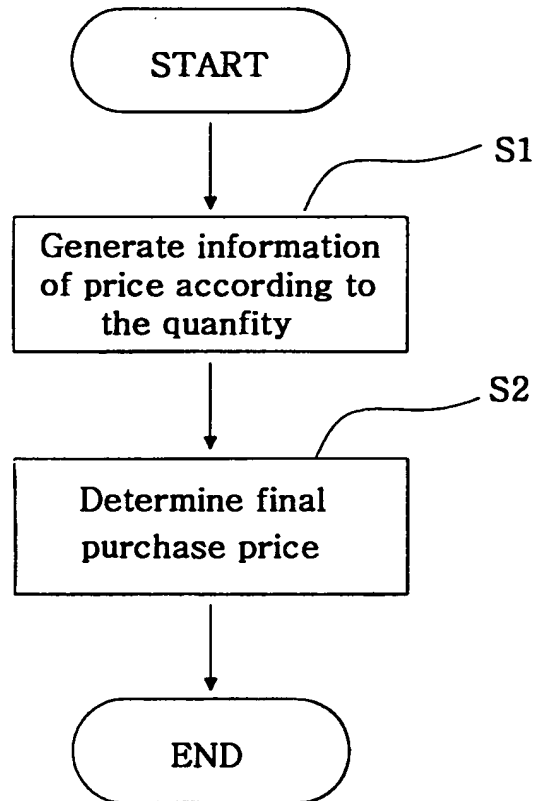 START
S1
Generate information
of price according to
the quanfity
S2
Determine final
purchase price
END